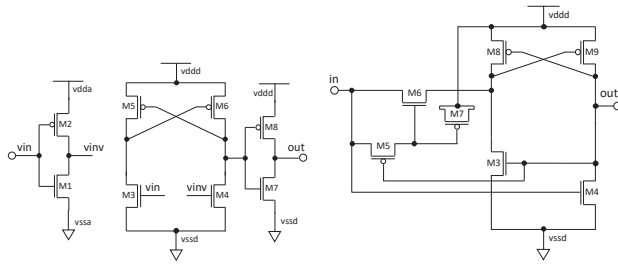 vdda
M2
vin
vinv
M1
vssa
vddd
M5
M6
vin
vinv
M3
M4
vssd
vddd
M8
out
M7
vssd
vddd
M8
M9
in
M6
M7
out
M5
M3
M4
vssd